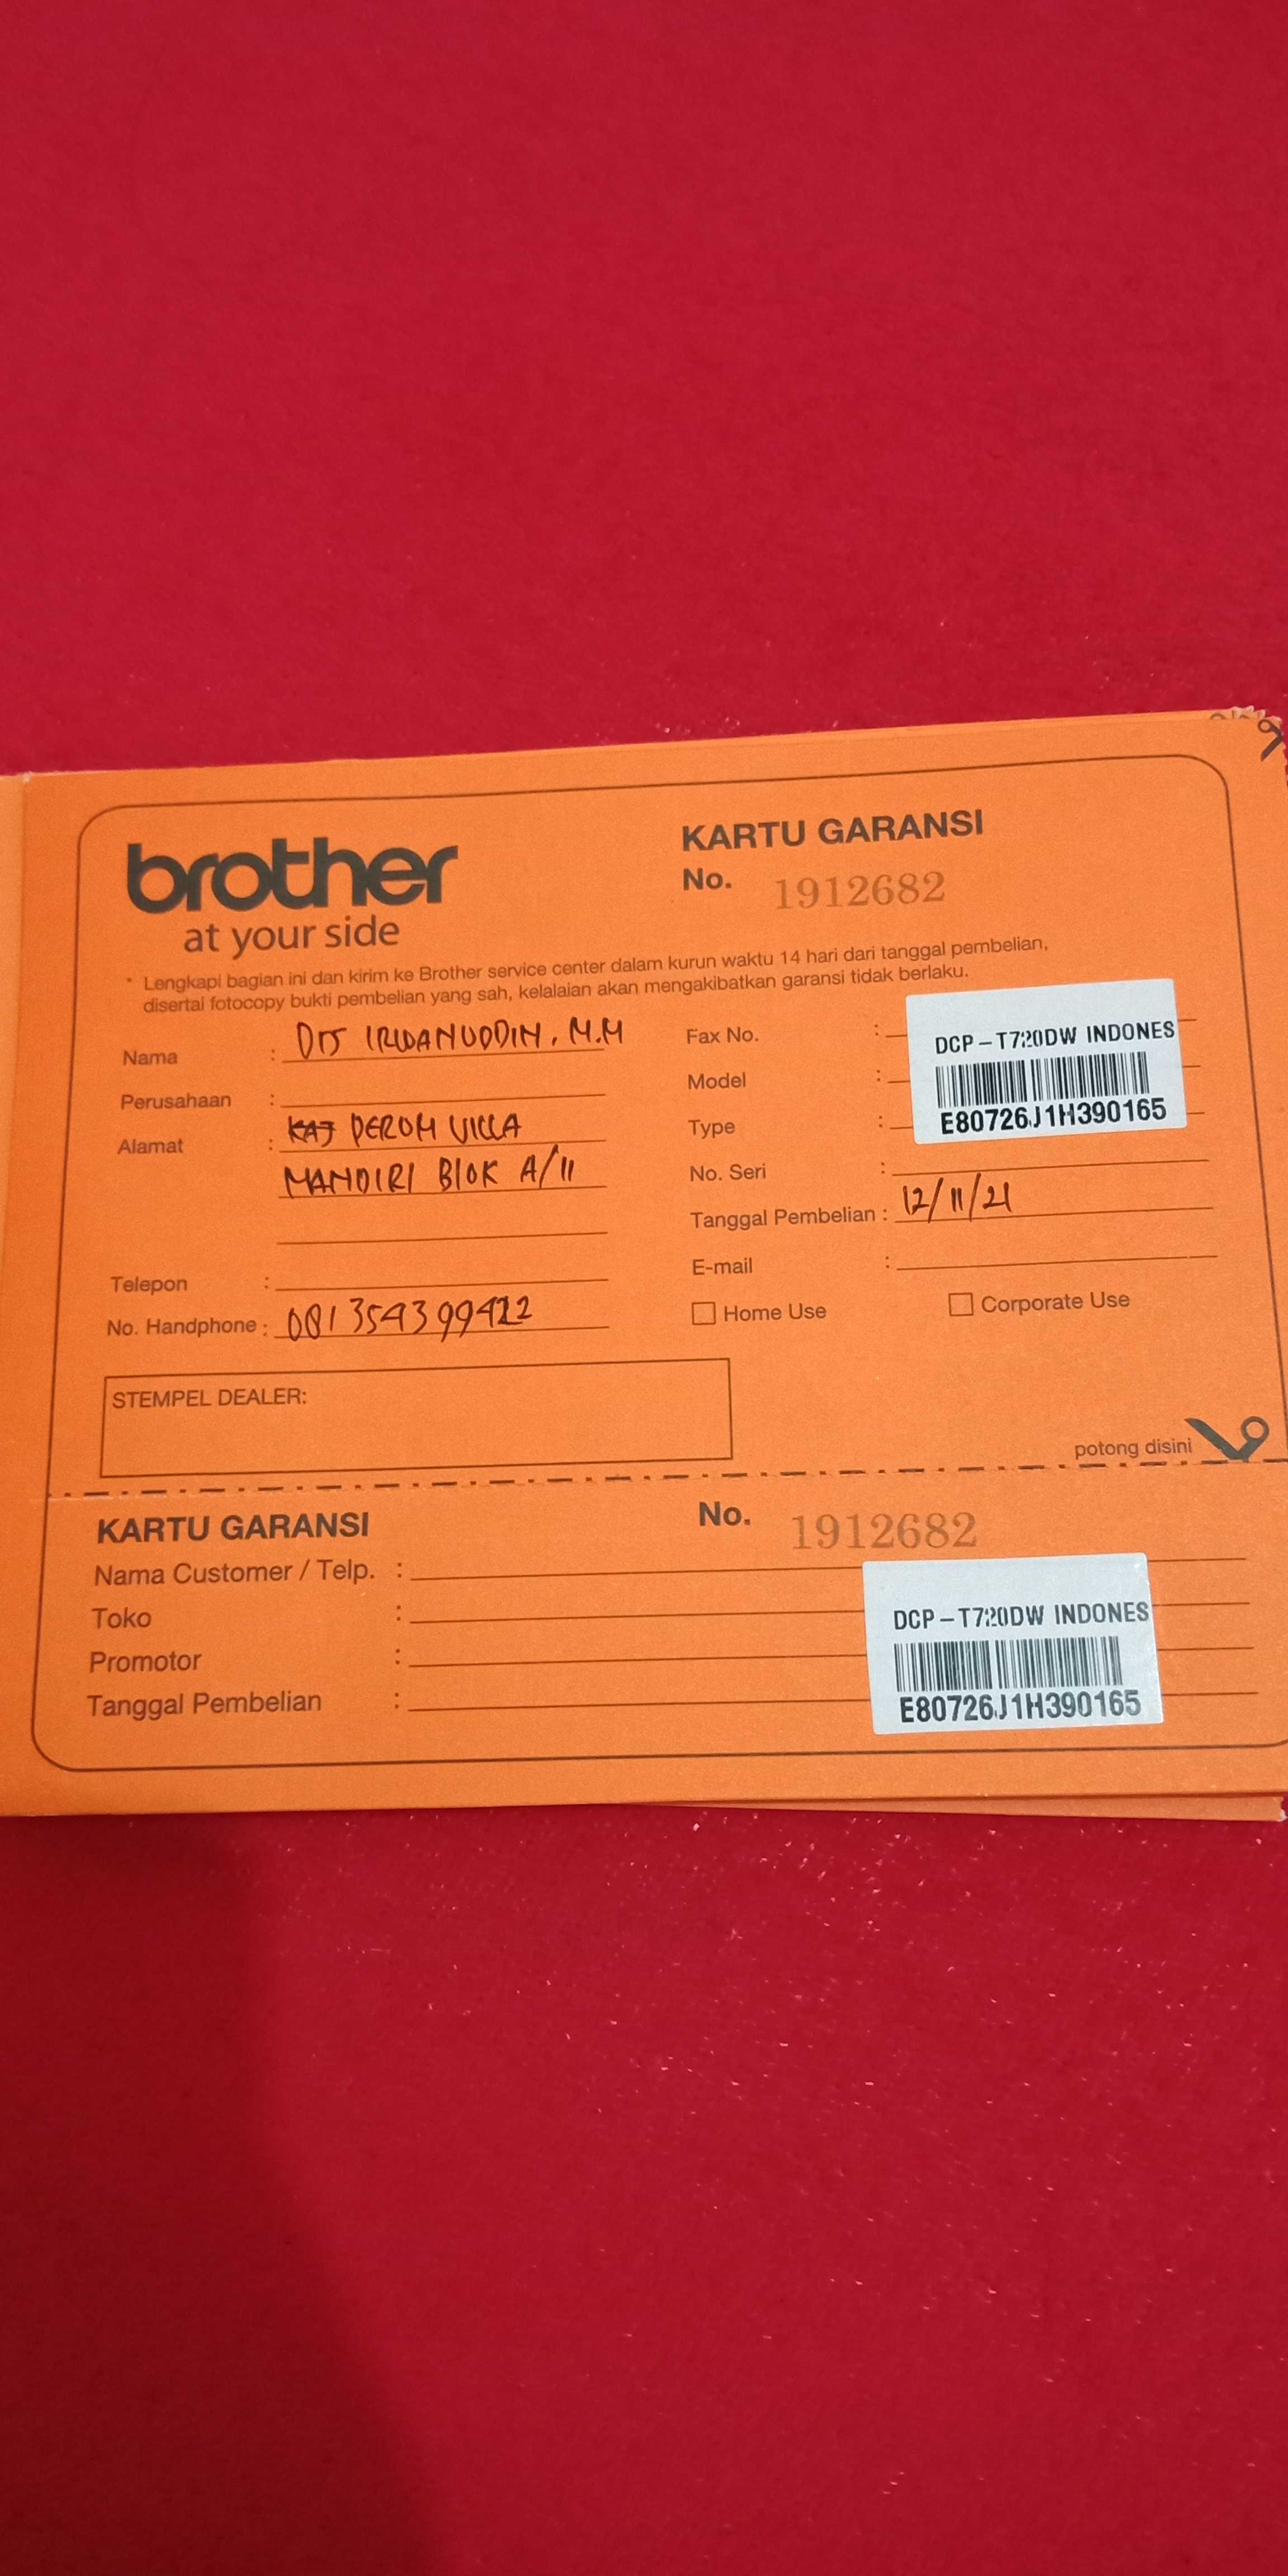 brother
at your side
KARTU GARANSI
No. 1912682
* Lengkapi bagian ini dan kirim ke Brother service center dalam kurun waktu 14 hari dari tanggal pembelian,
disertai fotocopy bukti pembelian yang sah, kelalaian akan mengakibatkan garansi tidak berlaku.
Nama : Drs IRWANUDDIN, M.M
Perusahaan :
Alamat : PERUM VILLA
MANDIRI BLOK A/11
Telepon :
No. Handphone : 081354399422
Fax No. :
Model :
Type :
DCP-T720DW INDONES
E80726J1H390165
No. Seri :
Tanggal Pembelian : 12/11/21
E-mail :
Home Use
Corporate Use
STEMPEL DEALER:
potong disini
KARTU GARANSI
No. 1912682
Nama Customer / Telp. :
Toko :
Promotor :
Tanggal Pembelian :
DCP-T720DW INDONES
E80726J1H390165